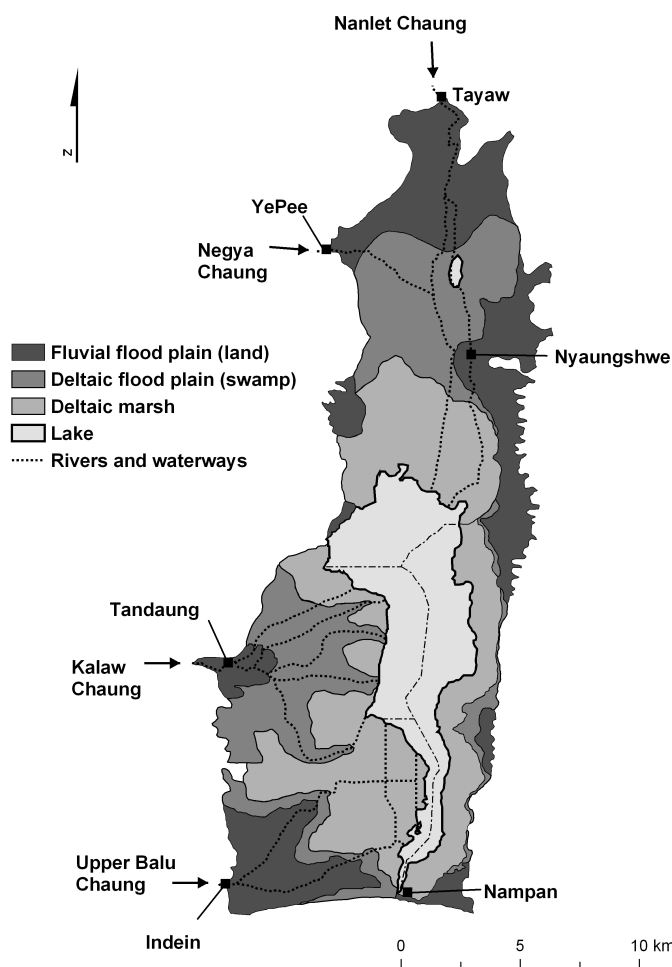 Nanlet Chaung
Tayaw
z
YePee
Negya
Chaung
Fluvial flood plain (land)
Deltaic flood plain (swamp)
Deltaic marsh
Lake
Rivers and waterways
Nyaungshwe
Tandaung
Kalaw
Chaung
Upper Balu
Chaung
Nampan
Indein
0 5 10 km